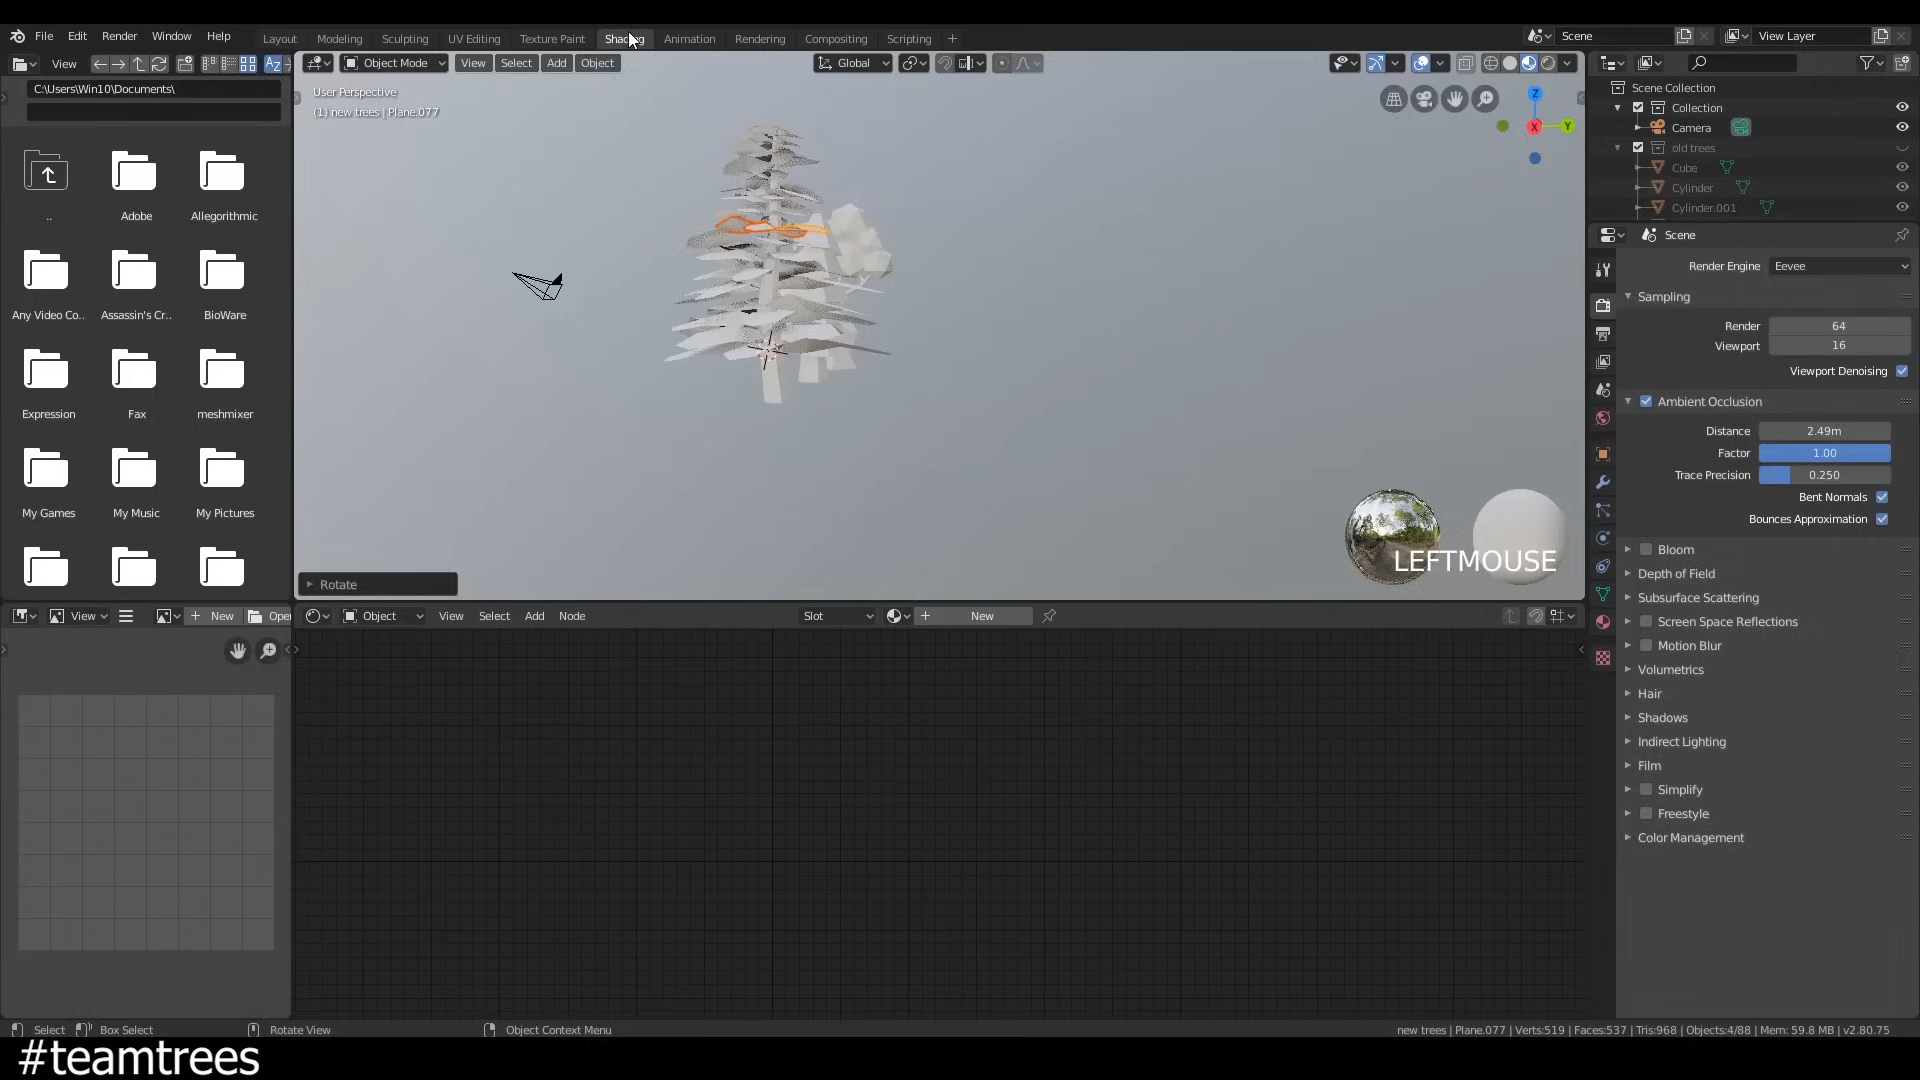 File Edit Render Window Help
Layout Modeling Sculpting UV Editing Texture Paint Shading Animation Rendering Compositing Scripting
Scene
View Layer
View
Object Mode View Select Add Object
Global
C:\Users\Win10\Documents\
User Perspective
(1) new trees | Plane.077
Z
X
Y
..
Adobe
Allegorithmic
Any Video Co..
Assassin's Cr..
BioWare
Expression
Fax
meshmixer
My Games
My Music
My Pictures
Scene Collection
Collection
Camera
old trees
Cube
Cylinder
Cylinder.001
Scene
Render Engine Eevee
Sampling
Render 64
Viewport 16
Viewport Denoising
Ambient Occlusion
Distance 2.49m
Factor 1.00
Trace Precision 0.250
Bent Normals
Bounces Approximation
Bloom
Depth of Field
Subsurface Scattering
Screen Space Reflections
Motion Blur
Volumetrics
Hair
Shadows
Indirect Lighting
Film
Simplify
Freestyle
Color Management
LEFTMOUSE
Rotate
View New Ope
Object View Select Add Node
Slot
New
Select Box Select Rotate View Object Context Menu
new trees | Plane.077 | Verts:519 | Faces:537 | Tris:968 | Objects:4/88 | Mem: 59.8 MB | v2.80.75
#teamtrees